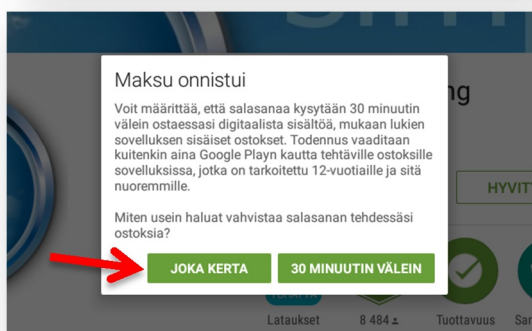 ng
Maksu onnistui
Voit määrittää, että salasanaa kysytään 30 minuutin
välein ostaessasi digitaalista sisältöä, mukaan lukien
sovelluksen sisäiset ostokset. Todennus vaaditaan
kuitenkin aina Google Playn kautta tehtäville ostoksille
sovelluksissa, jotka on tarkoitettu 12-vuotiaille ja sitä
nuoremmille.
HYVIT
Miten usein haluat vahvistaa salasanan tehdessäsi
ostoksia?
JOKA KERTA
30 MINUUTIN VÄLEIN
Lataukset
8 484
Tuottavuus
Sam